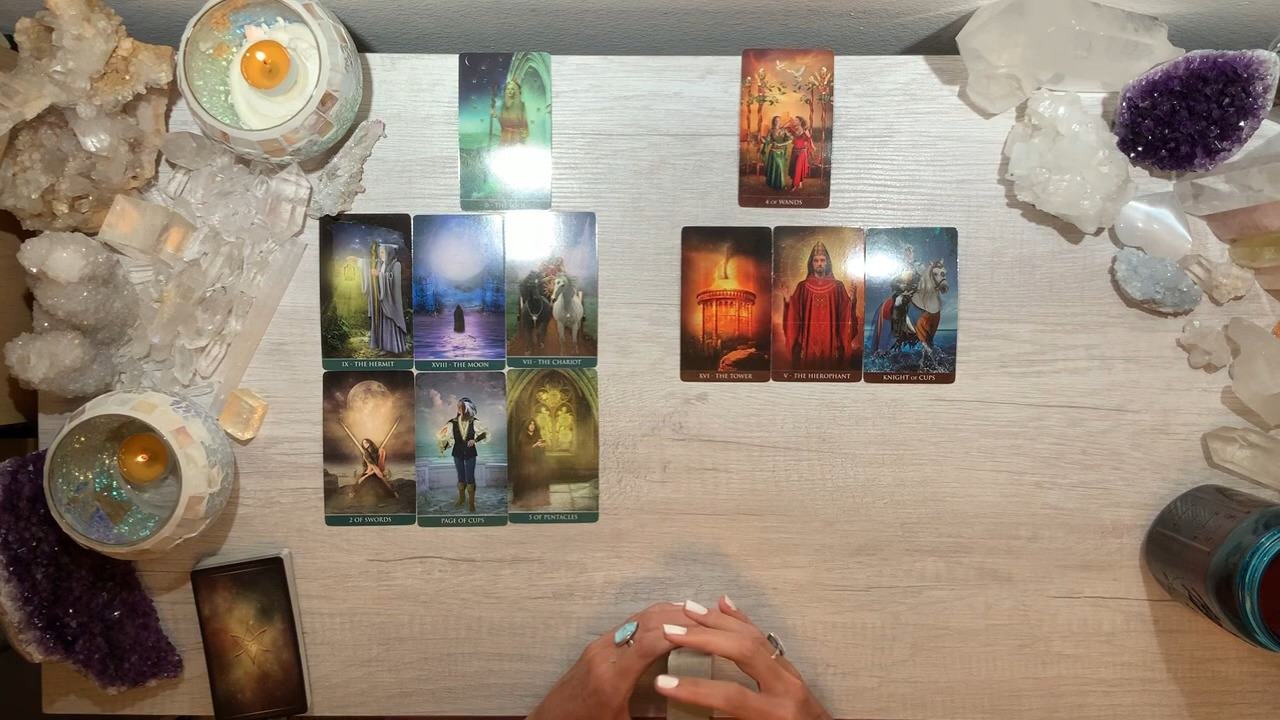 4 OF WANDS
IX - THE HERMIT
XVIII - THE MOON
VII - THE CHARIOT
XVI - THE TOWER
V - THE HIEROPHANT
KNIGHT OF CUPS
2 OF SWORDS
PAGE OF CUPS
5 OF PENTACLES